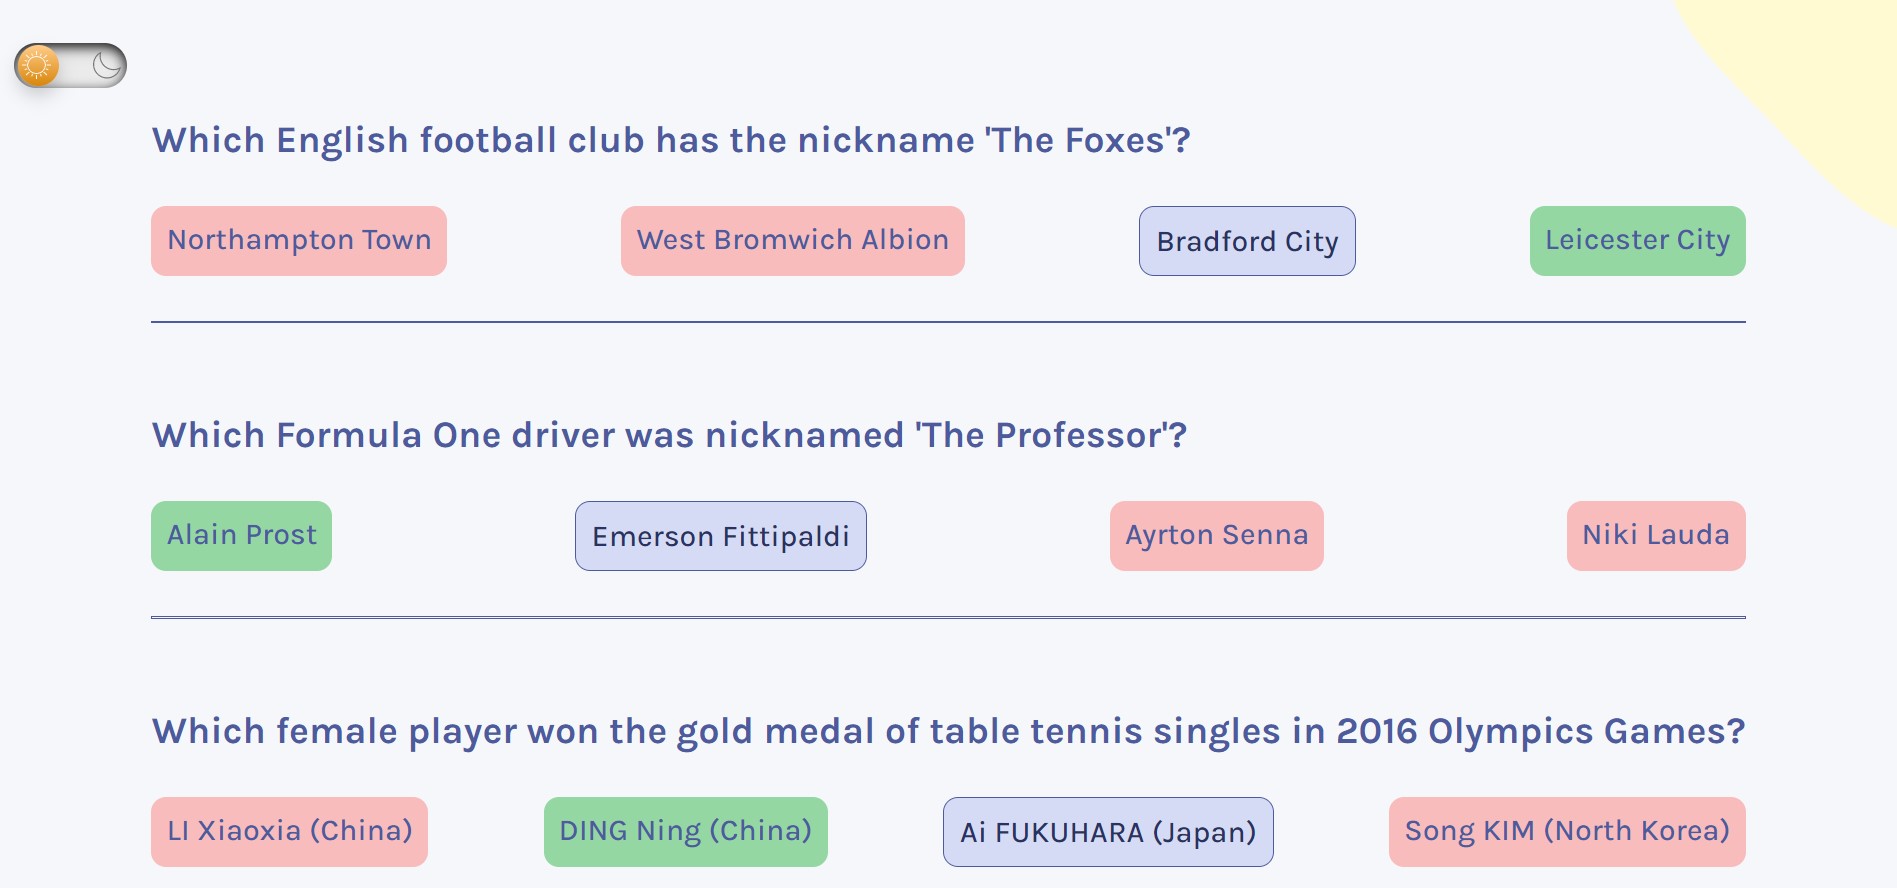 Which English football club has the nickname 'The Foxes'?
Northampton Town West Bromwich Albion Bradford City Leicester City
Which Formula One driver was nicknamed 'The Professor'?
Alain Prost Emerson Fittipaldi Ayrton Senna Niki Lauda
Which female player won the gold medal of table tennis singles in 2016 Olympics Games?
LI Xiaoxia (China) DING Ning (China) Ai FUKUHARA (Japan) Song KIM (North Korea)